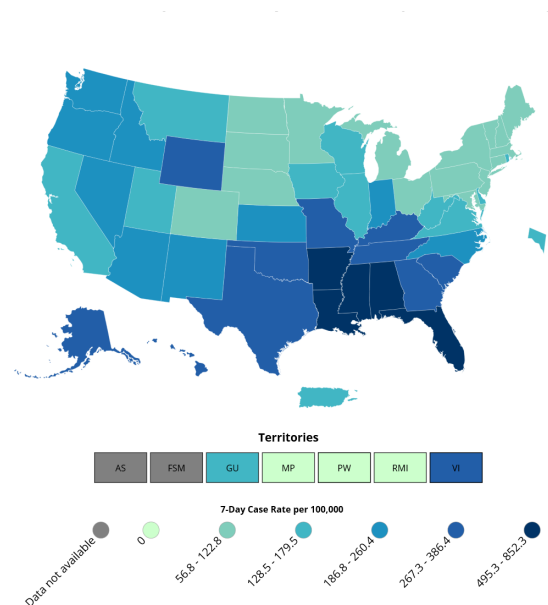 Territories
AS FSM GU MP PW RMI VI
7-Day Case Rate per 100,000
Data not available
0
56.8 - 122.8
128.5 - 179.5
186.8 - 260.4
267.3 - 386.4
495.3 - 852.3